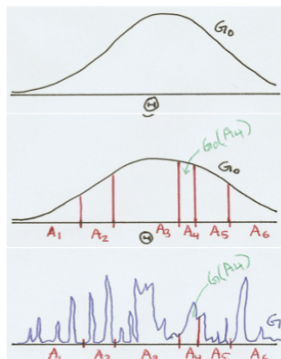 G₀
Θ
G₀(A₄)
G₀
A₁ A₂ A₃ A₄ A₅ A₆
Θ
G(A₄)
G
A₁ A₂ A₃ A₄ A₅ A₆